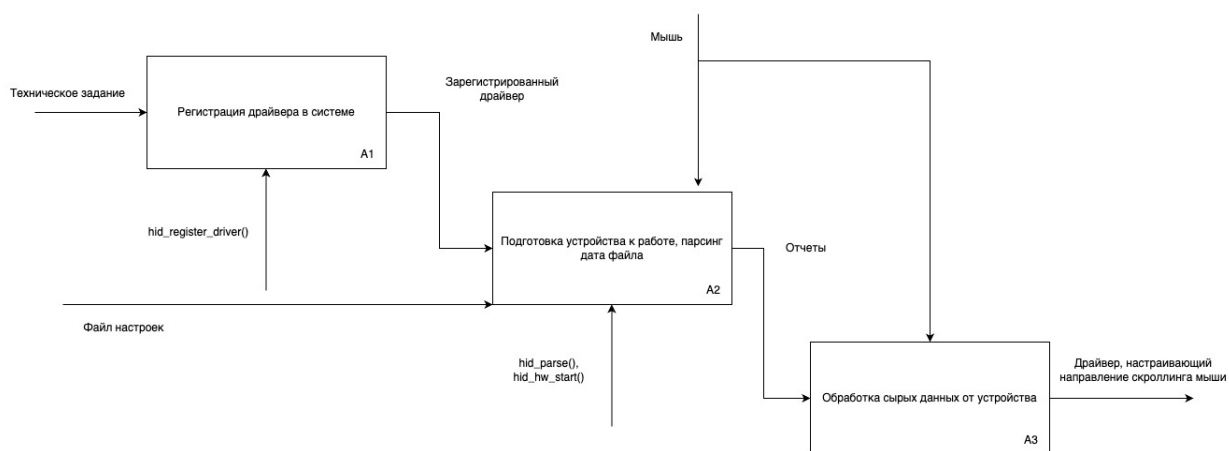 Мышь
Техническое задание
Регистрация драйвера в системе
A1
Зарегистрированный
драйвер
hid_register_driver()
Подготовка устройства к работе, парсинг
дата файла
A2
Отчеты
Файл настроек
hid_parse(),
hid_hw_start()
Обработка сырых данных от устройства
A3
Драйвер, настраивающий
направление скроллинга мыши